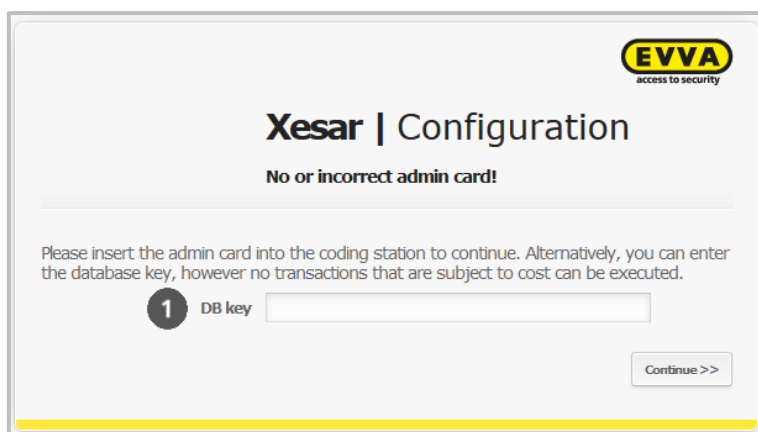 EVVA
access to security
Xesar | Configuration
No or incorrect admin card!
Please insert the admin card into the coding station to continue. Alternatively, you can enter
the database key, however no transactions that are subject to cost can be executed.
1 DB key
Continue >>